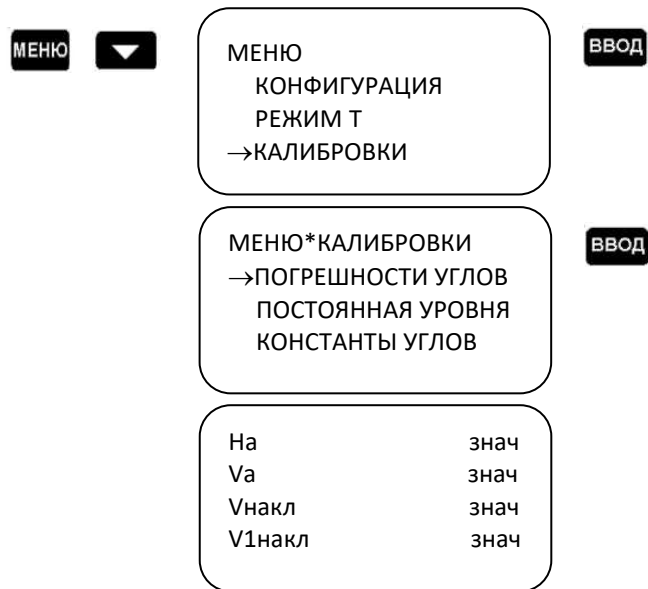 МЕНЮ
МЕНЮ
ВВОД
КОНФИГУРАЦИЯ
РЕЖИМ Т
→КАЛИБРОВКИ
МЕНЮ*КАЛИБРОВКИ
ВВОД
→ПОГРЕШНОСТИ УГЛОВ
ПОСТОЯННАЯ УРОВНЯ
КОНСТАНТЫ УГЛОВ
На знач
Va знач
Vнакл знач
V1накл знач